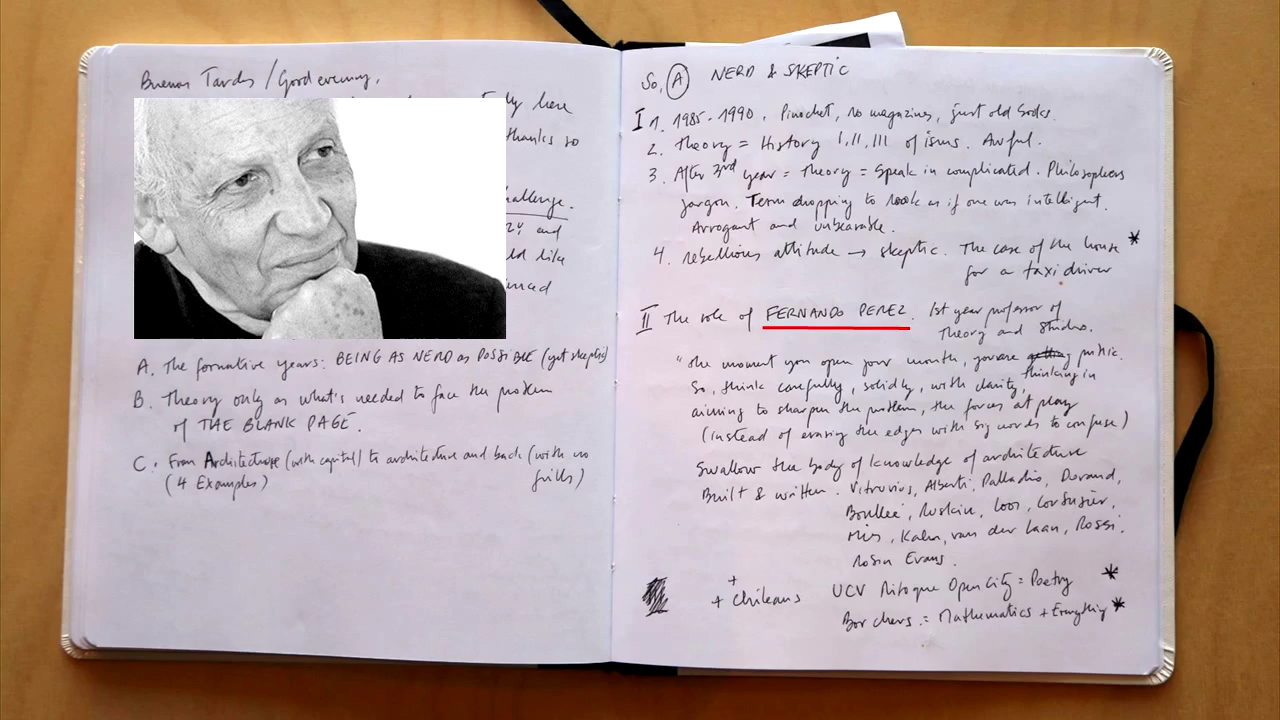 Buenas Tardes / Good evening.
here
thanks so
challenge.
and
like
A. The formative years: BEING AS NERD as POSSIBLE (yet skeptic)
B. Theory only as what's needed to face the problem
of THE BLANK PAGE.
C. From Architecture (with capital) to architecture and back (with no
(4 Examples) frills)
So, A NERD & SKEPTIC
I 1. 1985-1990, Pinochet, no magazines, just old books.
2. Theory = History I, II, III of isms. Awful.
3. After 3rd year = Theory = Speak in complicated. Philosophers
jargon. Term dropping to look as if one was intelligent.
Arrogant and unbearable.
4. rebellious attitude → skeptic. The case of the house *
for a taxi driver
II The role of FERNANDO PEREZ. 1st year professor of
Theory and Studios.
"the moment you open your mouth, you are getting public.
thinking in
So, think carefully, solidly, with clarity,
aiming to sharpen the problem, the forces at play
(instead of erasing the edges with big words to confuse)
Swallow the body of knowledge of architecture
Built & written. Vitruvius, Alberti, Palladio, Durand,
Boullée, Ruskin, Loos, Corbusier,
Mies, Kahn, van der Laan, Rossi,
Robin Evans.
+
+ Chileans UCV Ritoque Open City = Poetry *
Borchers = Mathematics + Everything *